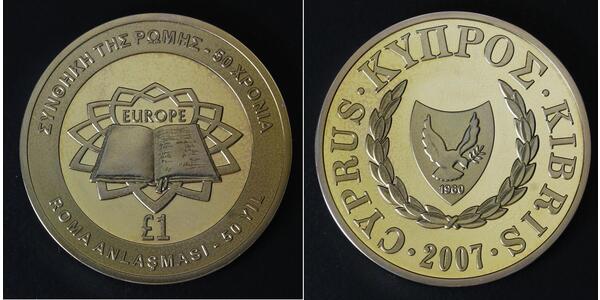 ΣΥΝΘΗΚΗ ΤΗΣ ΡΩΜΗΣ - 50 ΧΡΟΝΙΑ
EUROPE
£1
ROMA ANLAŞMASI - 50 YIL
CYPRUS · ΚΥΠΡΟΣ · KIBRIS
1960
· 2007 ·